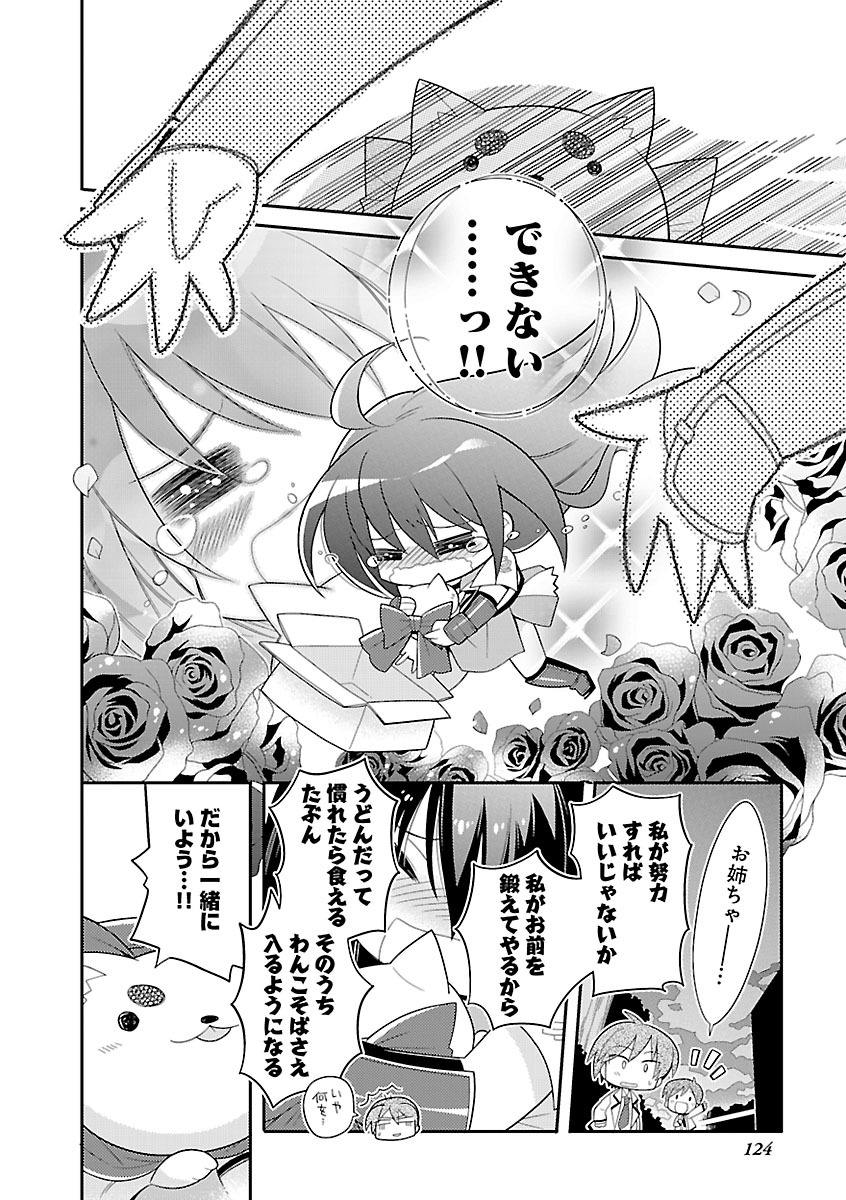 できない
……っ!!
お姉ちゃ
――…
私が努力
すれば
いいじゃないか
私がお前を
鍛えてやるから
うどんだって
慣れたら食える
たぶん
そのうち
わんこそばさえ
入るようになる
いや
何を…
だから一緒に
いよう…!!
124